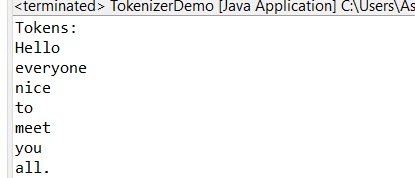 <terminated> TokenizerDemo [Java Application] C:\Users\As
Tokens:
Hello
everyone
nice
to
meet
you
all.